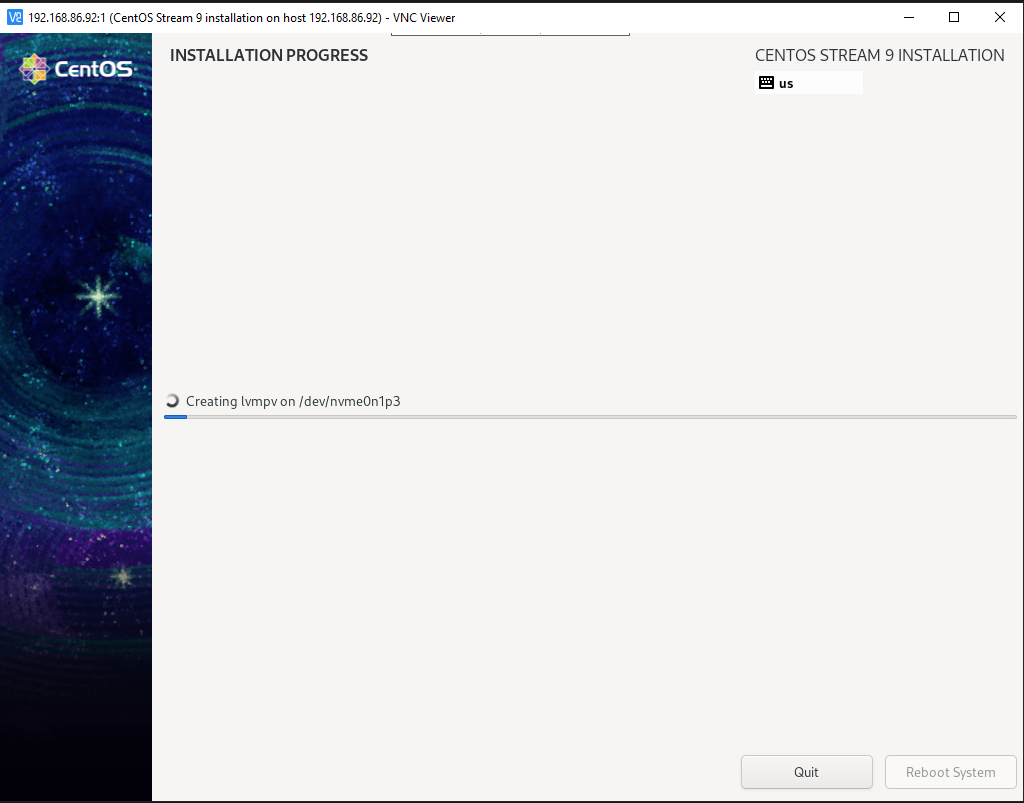 192.168.86.92:1 (CentOS Stream 9 installation on host 192.168.86.92) - VNC Viewer
CentOS
INSTALLATION PROGRESS
CENTOS STREAM 9 INSTALLATION
us
Creating lvmpv on /dev/nvme0n1p3
Quit
Reboot System